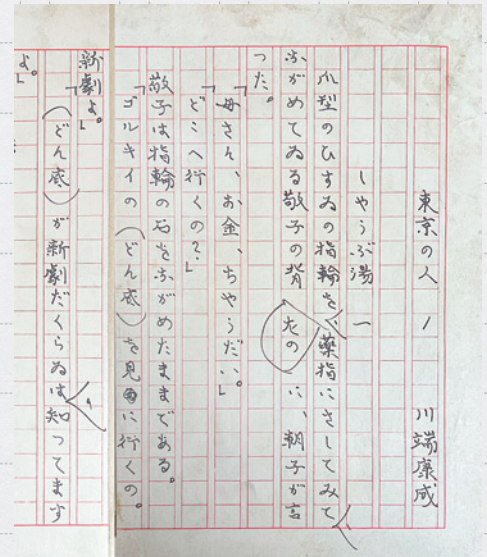 東京の人 1 川端康成
しやうぶ湯 一
爪型のひすゐの指輪を、薬指にさしてみて、
ながめてゐる敬子の背に、朝子が言
左の
つた。
「母さん、お金、ちやうだい。」
「どこへ行くの?」
敬子は指輪の石をながめたままである。
「ゴルキイの(どん底)を見に行くの。
新劇よ。」
「(どん底)が新劇だくらゐは、知つてます
よ。」